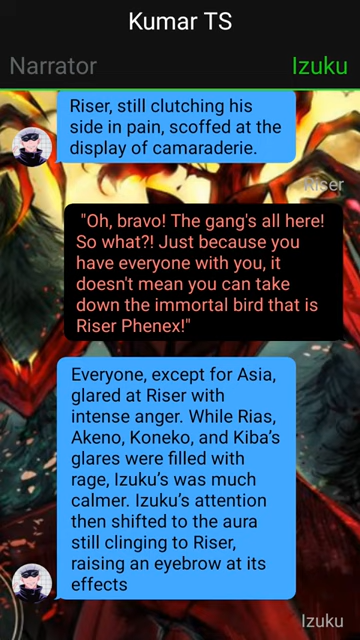 Kumar TS
Narrator
Izuku
Riser, still clutching his
side in pain, scoffed at the
display of camaraderie.
Riser
"Oh, bravo! The gang's all here!
So what?! Just because you
have everyone with you, it
doesn't mean you can take
down the immortal bird that is
Riser Phenex!"
Everyone, except for Asia,
glared at Riser with
intense anger. While Rias,
Akeno, Koneko, and Kiba’s
glares were filled with
rage, Izuku’s was much
calmer. Izuku’s attention
then shifted to the aura
still clinging to Riser,
raising an eyebrow at its
effects
Izuku